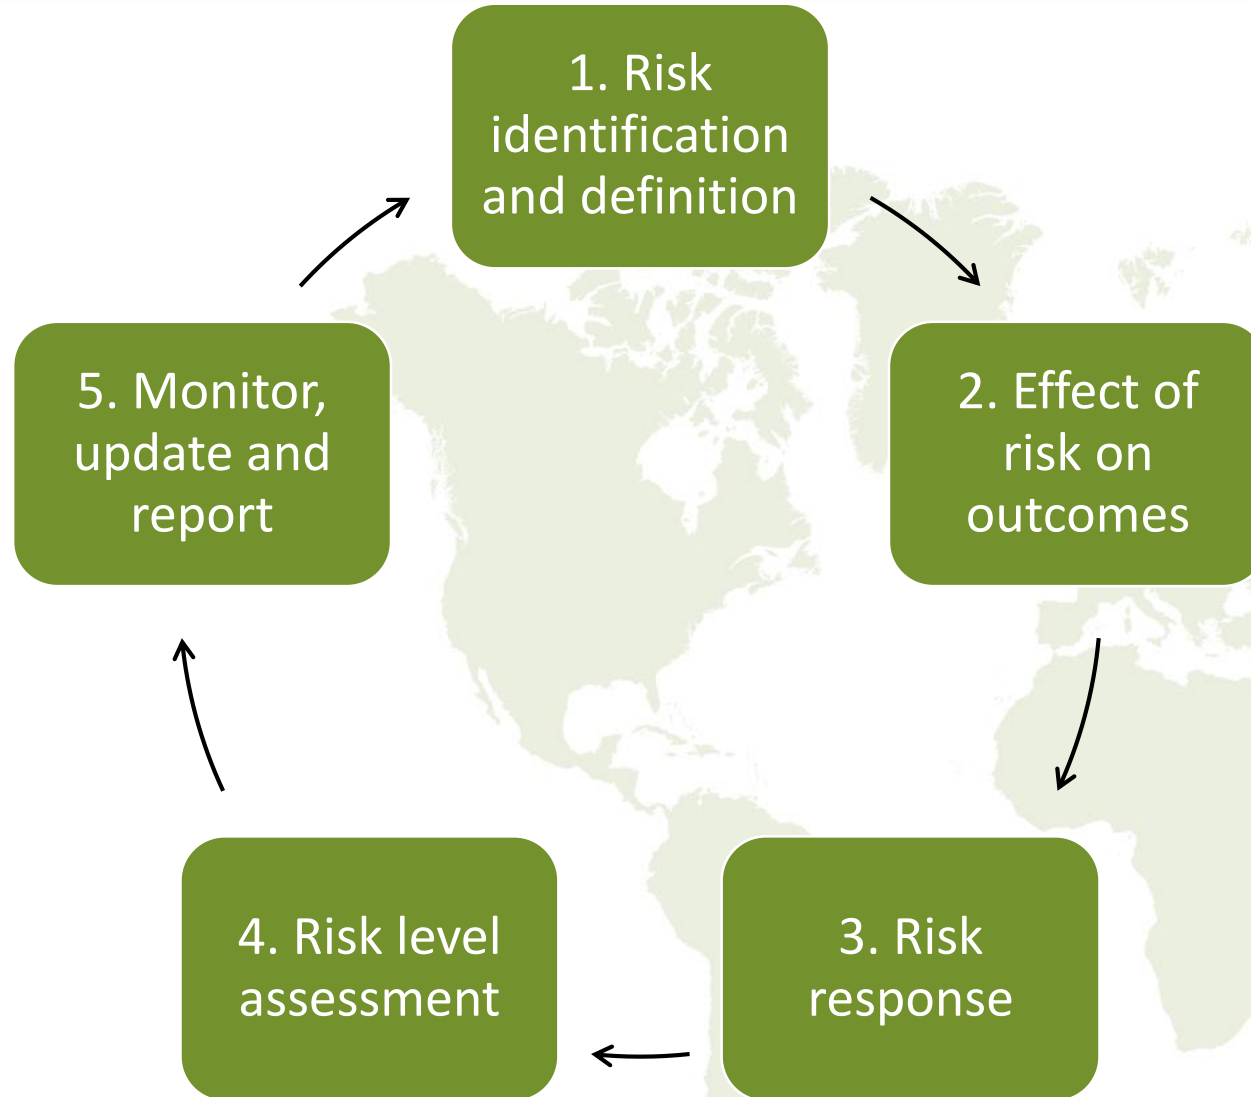 1. Risk
identification
and definition
2. Effect of
risk on
outcomes
3. Risk
response
4. Risk level
assessment
5. Monitor,
update and
report